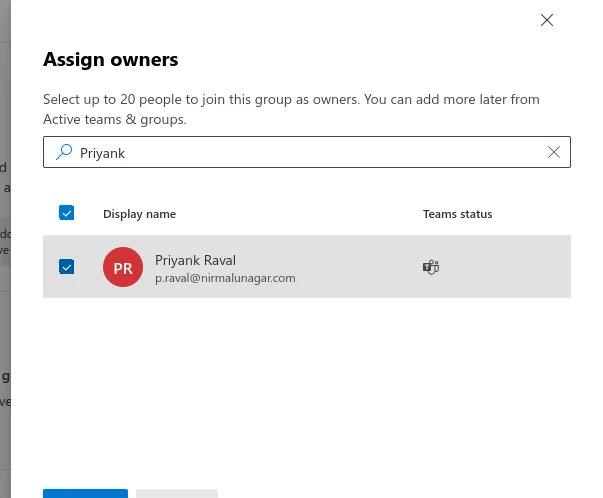 Assign owners
Select up to 20 people to join this group as owners. You can add more later from
Active teams & groups.
Priyank
Display name Teams status
PR
Priyank Raval
p.raval@nirmalunagar.com